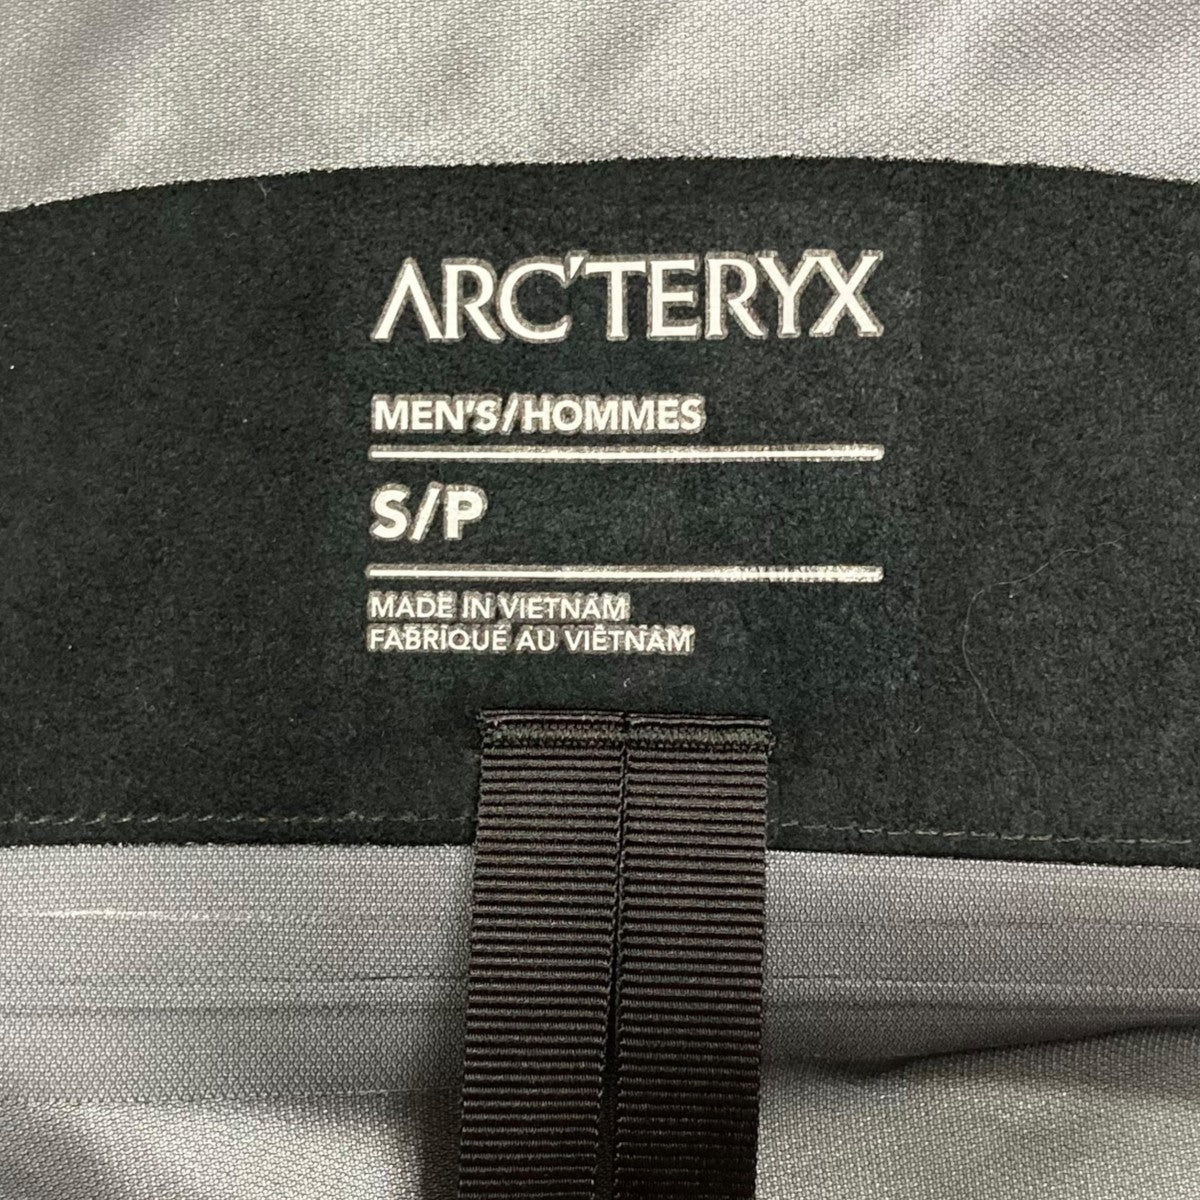 ARC'TERYX
MEN'S/HOMMES
S/P
MADE IN VIETNAM
FABRIQUÉ AU VIÊTNAM